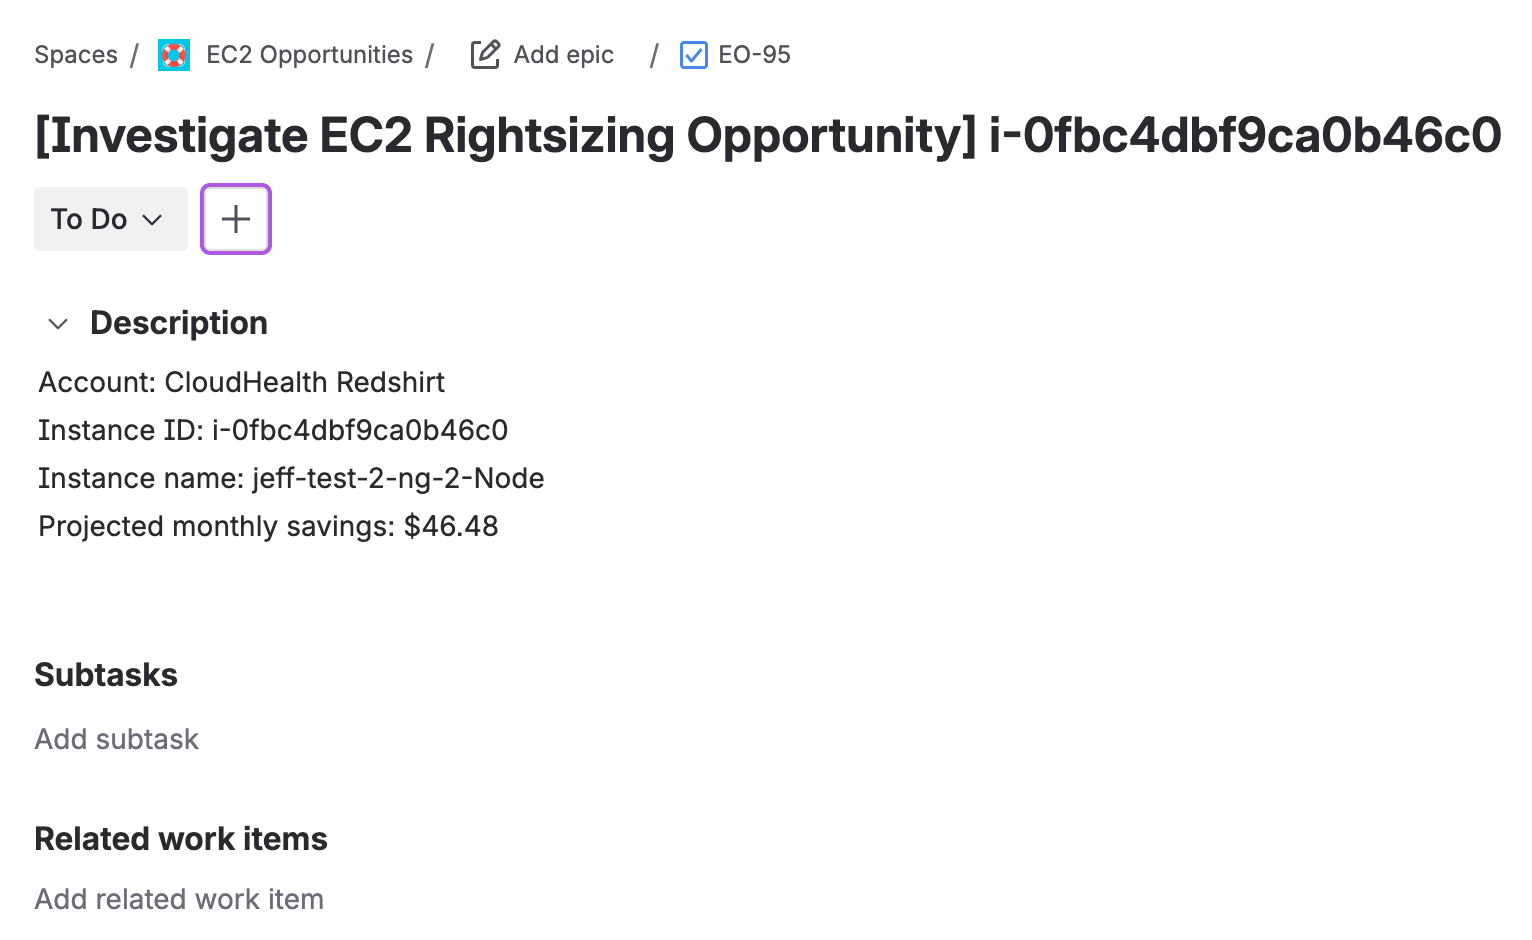 Spaces / EC2 Opportunities / Add epic / EO-95
[Investigate EC2 Rightsizing Opportunity] i-0fbc4dbf9ca0b46c0
To Do
Description
Account: CloudHealth Redshirt
Instance ID: i-0fbc4dbf9ca0b46c0
Instance name: jeff-test-2-ng-2-Node
Projected monthly savings: $46.48
Subtasks
Add subtask
Related work items
Add related work item